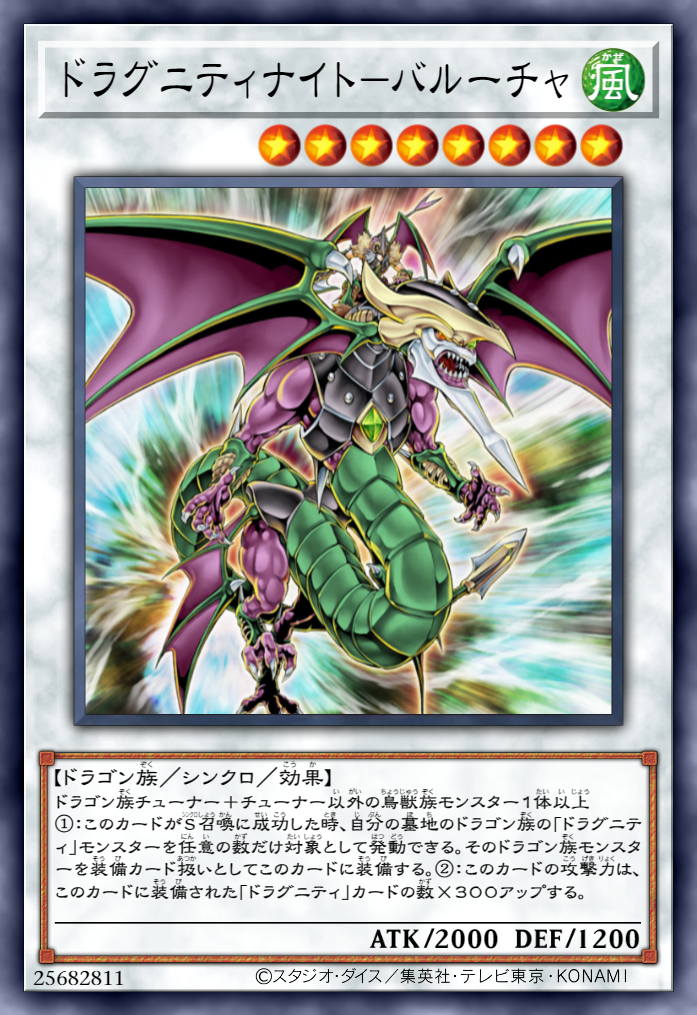 ドラグニティナイトーバルーチャ
風
かぜ
【ドラゴン族／シンクロ／効果】
ドラゴン族チューナー＋チューナー以外の鳥獣族モンスター1体以上
①：このカードがS召喚に成功した時、自分の墓地のドラゴン族の「ドラグニテ
ィ」モンスターを任意の数だけ対象として発動できる。そのドラゴン族モンスタ
ーを装備カード扱いとしてこのカードに装備する。②：このカードの攻撃力は、
このカードに装備された「ドラグニティ」カードの数×300アップする。
ATK/2000 DEF/1200
25682811 ©スタジオ・ダイス／集英社・テレビ東京・KONAMI